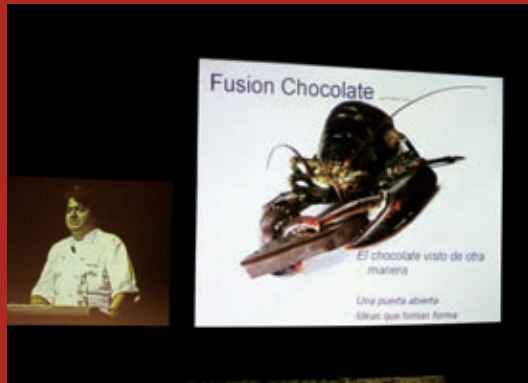 Fusion Chocolate
El chocolate visto de otra
manera
Una puerta abierta
Ideas que toman forma